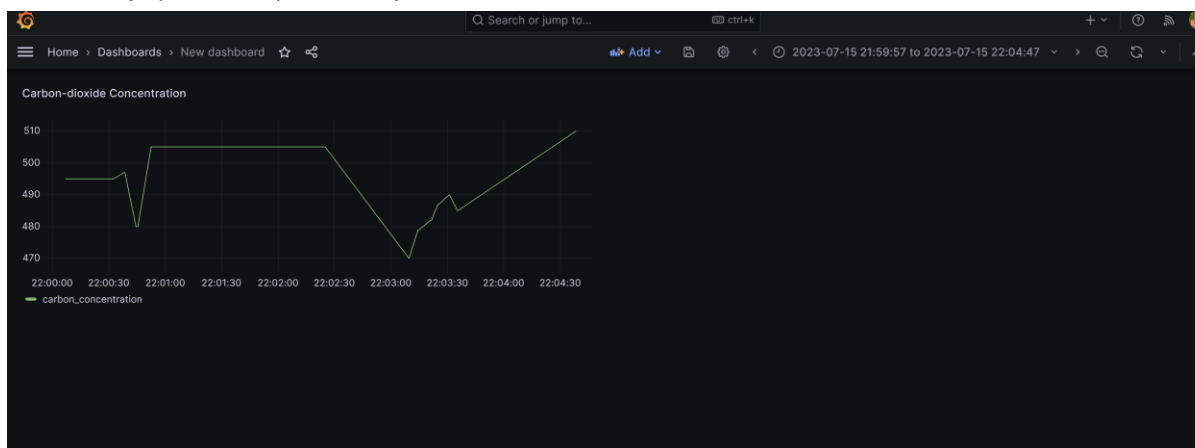 Search or jump to... ctrl+k
Home › Dashboards › New dashboard Add 2023-07-15 21:59:57 to 2023-07-15 22:04:47
Carbon-dioxide Concentration
510
500
490
480
470
22:00:00 22:00:30 22:01:00 22:01:30 22:02:00 22:02:30 22:03:00 22:03:30 22:04:00 22:04:30
carbon_concentration